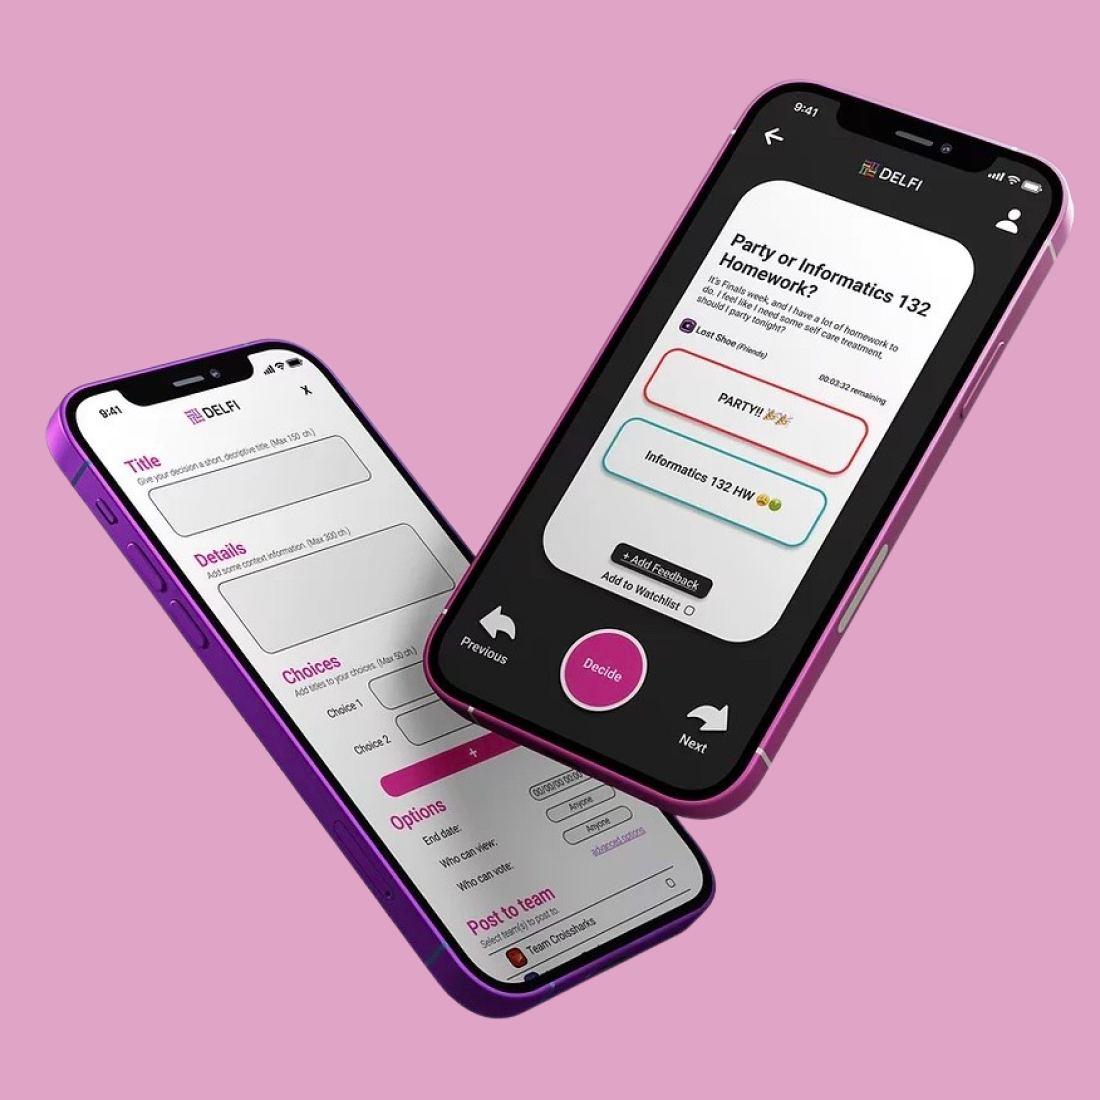 9:41
DELFI
X
Title
Give your decision a short, decriptive title. (Max 150 ch.)
Details
Add some context information. (Max 300 ch.)
Choices
Add titles to your choices. (Max 50 ch.)
Choice 1
Choice 2
+
Options
End date:
00/00/00 00:00
Who can view:
Anyone
Who can vote:
Anyone
advanced options
Post to team
Select team(s) to post to.
Team Croissharks
9:41
DELFI
Party or Informatics 132
Homework?
It's Finals week, and I have a lot of homework to
do. I feel like I need some self care treatment,
should I party tonight?
Lost Shoe (Friends)
00:03:32 remaining
PARTY!! 🎉🎉
Informatics 132 HW 😩🤢
+ Add Feedback
Add to Watchlist
Previous
Decide
Next